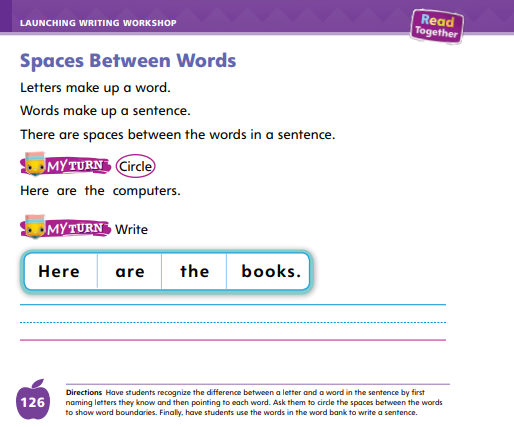 LAUNCHING WRITING WORKSHOP
Read
Together
Spaces Between Words
Letters make up a word.
Words make up a sentence.
There are spaces between the words in a sentence.
MY TURN Circle
Here are the computers.
MY TURN Write
Here are the books.
126
Directions Have students recognize the difference between a letter and a word in the sentence by first
naming letters they know and then pointing to each word. Ask them to circle the spaces between the words
to show word boundaries. Finally, have students use the words in the word bank to write a sentence.